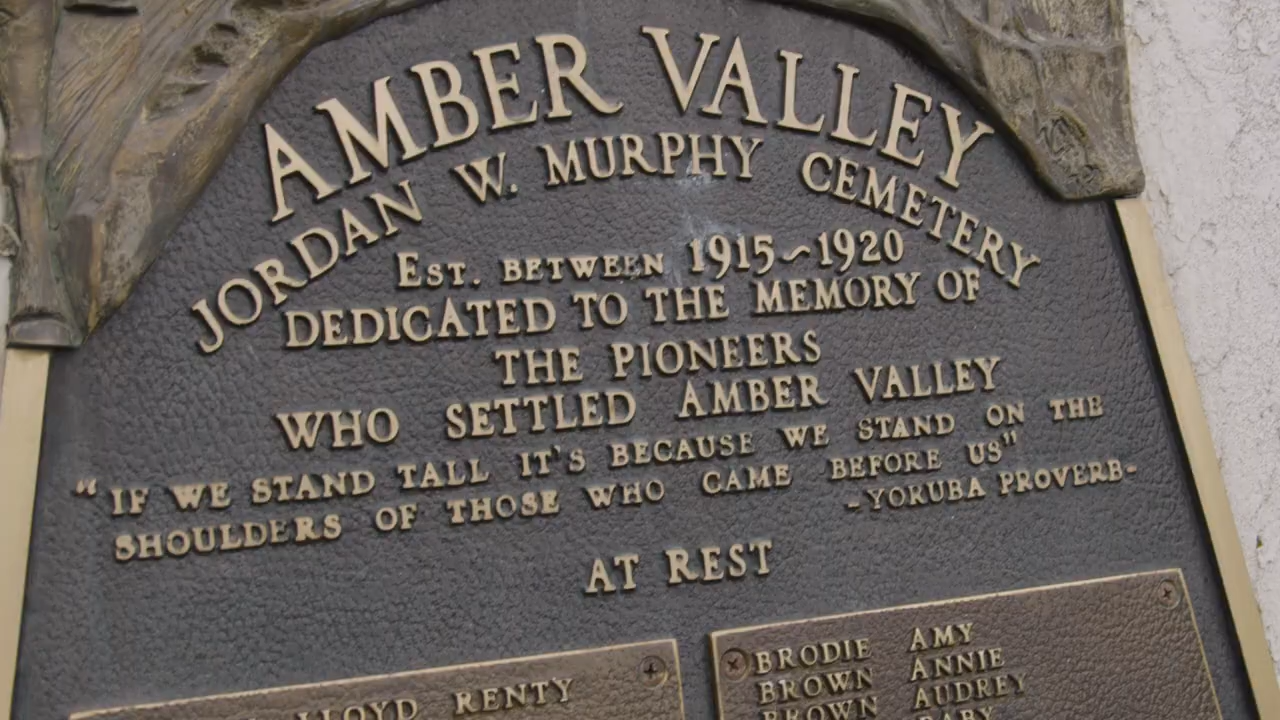 AMBER VALLEY
JORDAN W. MURPHY CEMETERY
EST. BETWEEN 1915~1920
DEDICATED TO THE MEMORY OF
THE PIONEERS
WHO SETTLED AMBER VALLEY
"IF WE STAND TALL IT'S BECAUSE WE STAND ON THE
SHOULDERS OF THOSE WHO CAME BEFORE US"
-YORUBA PROVERB-
AT REST
LLOYD RENTY
BRODIE AMY
BROWN ANNIE
BROWN AUDREY
BROWN BABY